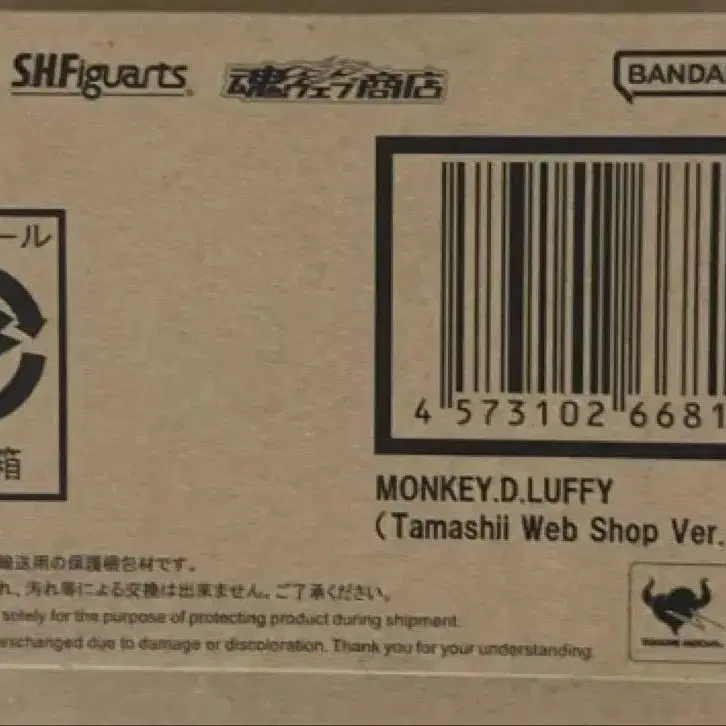 S.H.Figuarts
魂ウェブ商店
BANDA
ール
箱
4 573102 6681
MONKEY.D.LUFFY
(Tamashii Web Shop Ver.
輸送用の保護梱包材です。
れ、汚れ等による交換は出来ません。ご了承ください。
solely for the purpose of protecting product during shipment.
exchanged due to damage or discoloration. Thank you for your understanding.